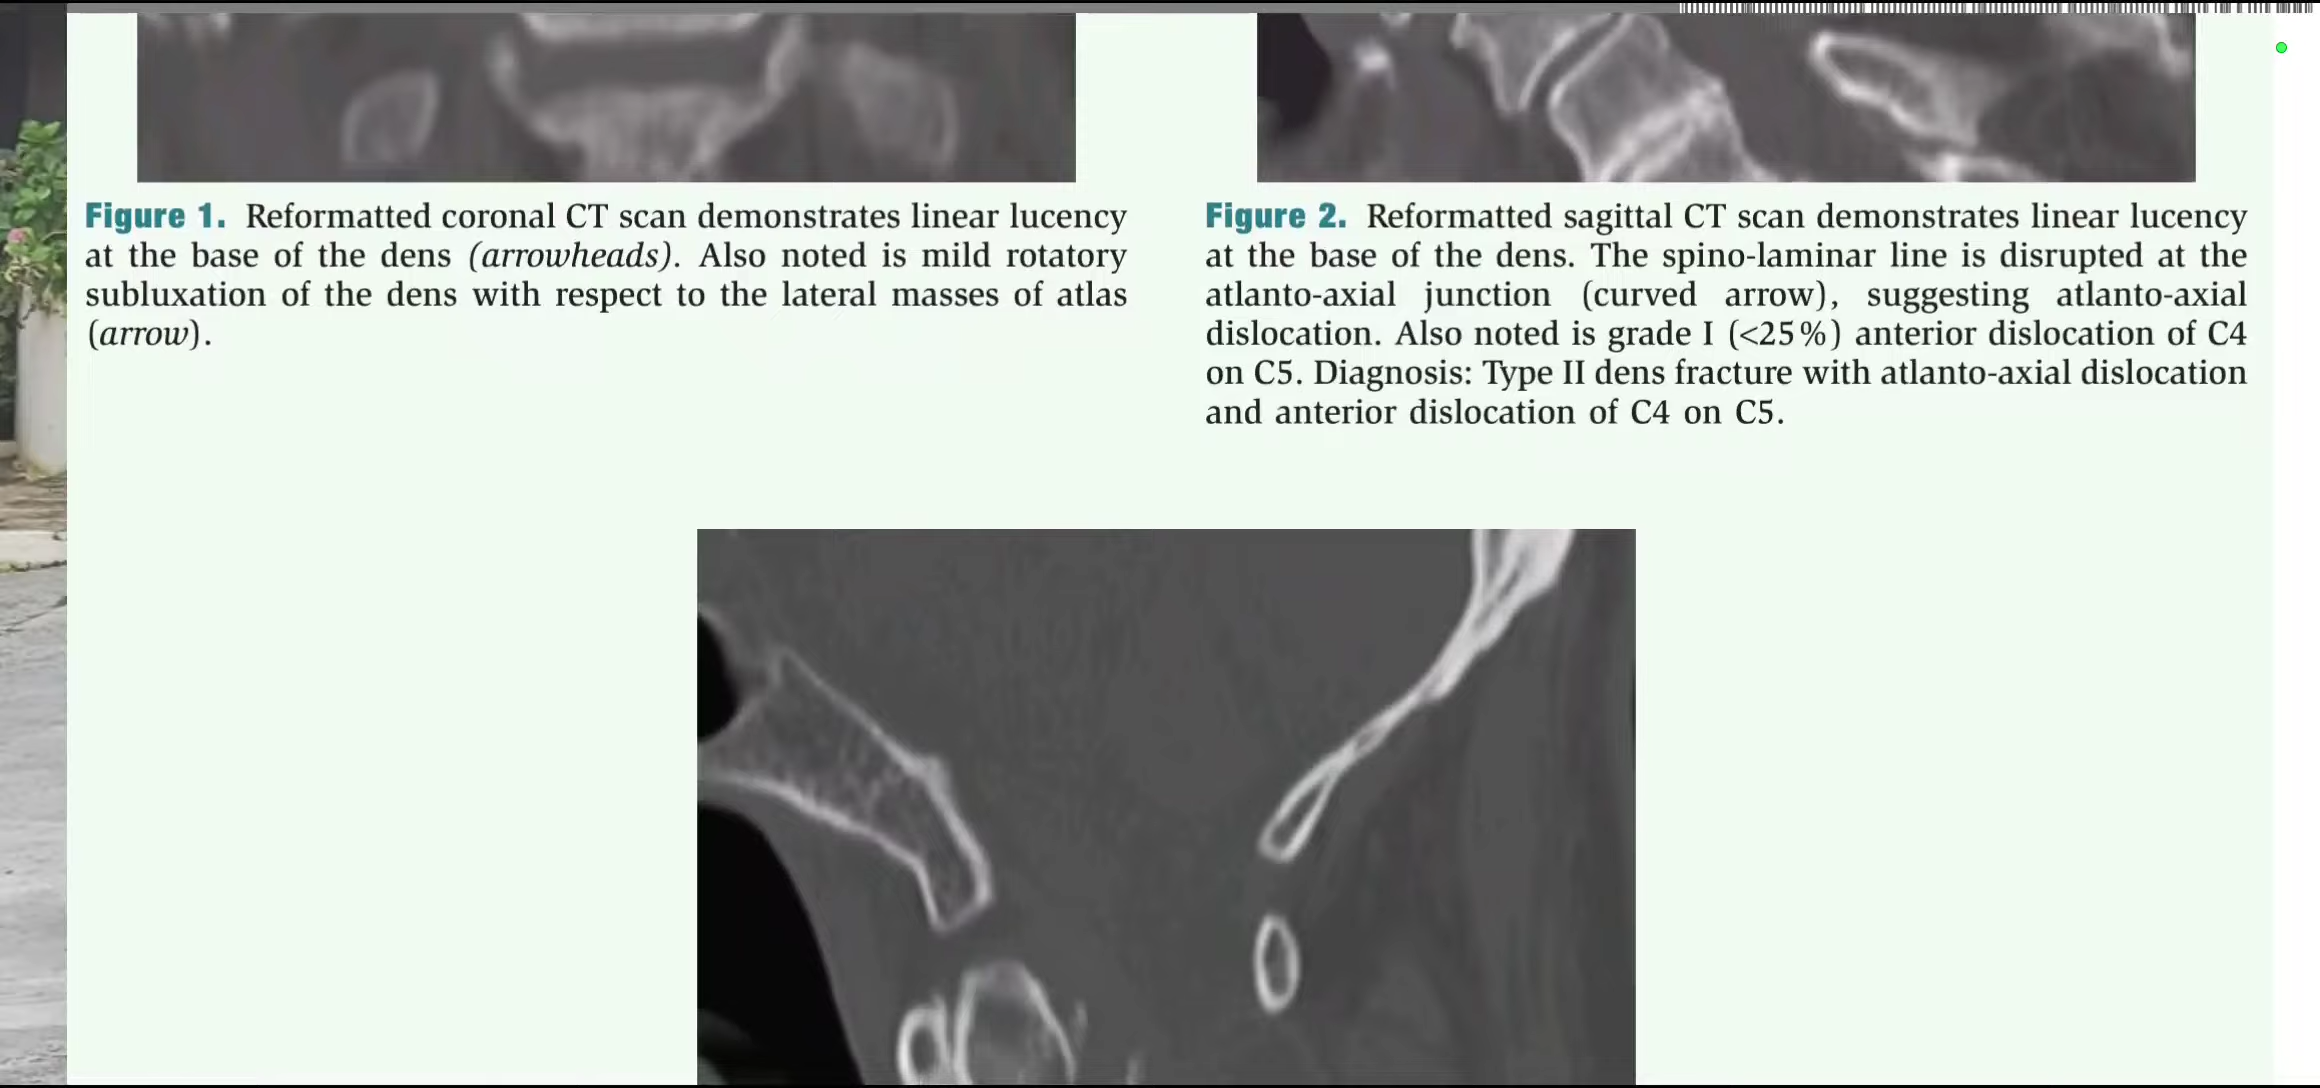 Figure 1. Reformatted coronal CT scan demonstrates linear lucency
at the base of the dens (arrowheads). Also noted is mild rotatory
subluxation of the dens with respect to the lateral masses of atlas
(arrow).
Figure 2. Reformatted sagittal CT scan demonstrates linear lucency
at the base of the dens. The spino-laminar line is disrupted at the
atlanto-axial junction (curved arrow), suggesting atlanto-axial
dislocation. Also noted is grade I (<25%) anterior dislocation of C4
on C5. Diagnosis: Type II dens fracture with atlanto-axial dislocation
and anterior dislocation of C4 on C5.